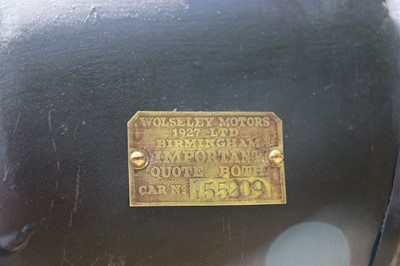 WOLSELEY MOTORS
1927 LTD
BIRMINGHAM
IMPORTANT
QUOTE BOTH
CAR Nº 155209